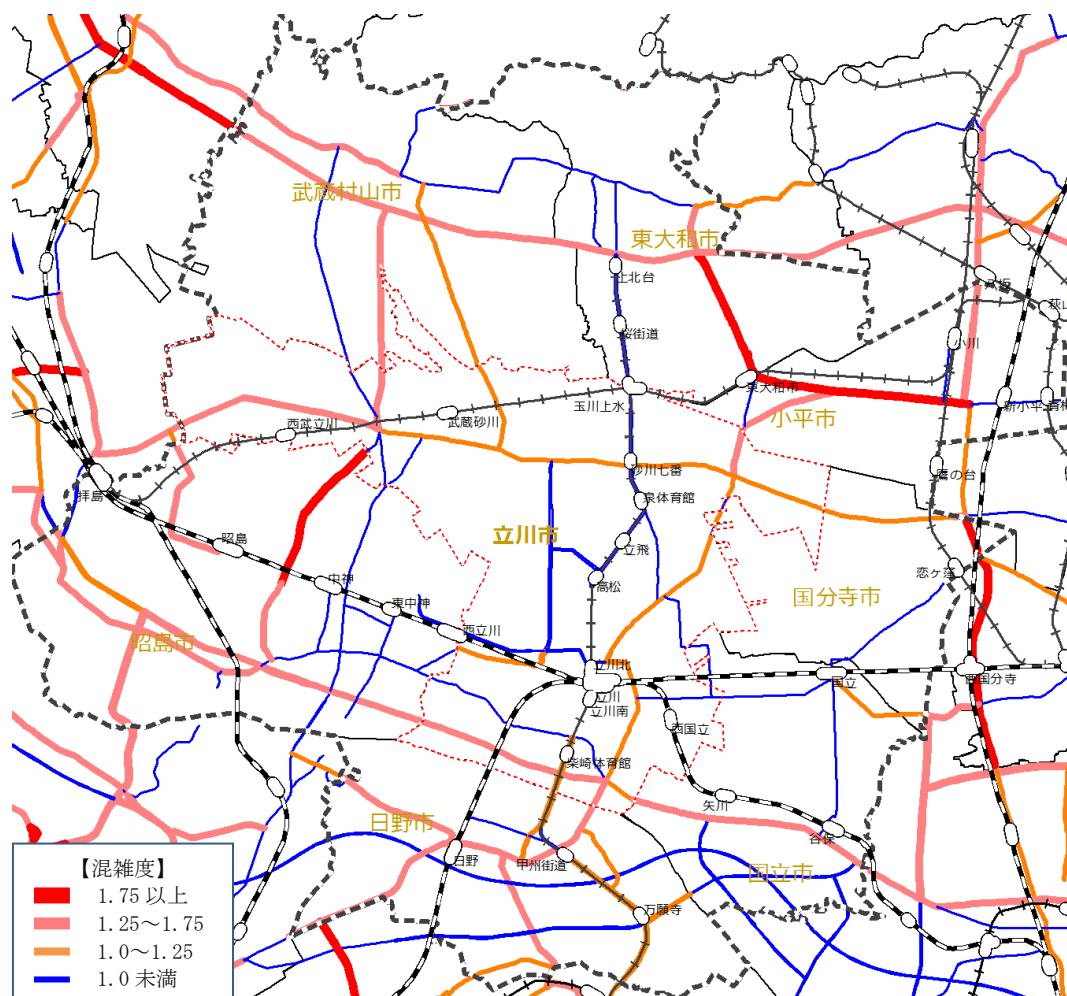 武蔵村山市
東大和市
上北台
八坂
萩山
桜街道
小川
東大和市
玉川上水
小平市
新小平
青梅
武蔵砂川
西武立川
砂川七番
鷹の台
拝島
泉体育館
立川市
昭島
立飛
恋ヶ窪
中神
高松
国分寺市
東中神
西立川
昭島市
立川北
国立
西国分寺
立川
立川南
西国立
柴崎体育館
矢川
日野市
谷保
日野
甲州街道
国立市
万願寺
【混雑度】
1.75 以上
1.25~1.75
1.0~1.25
1.0 未満